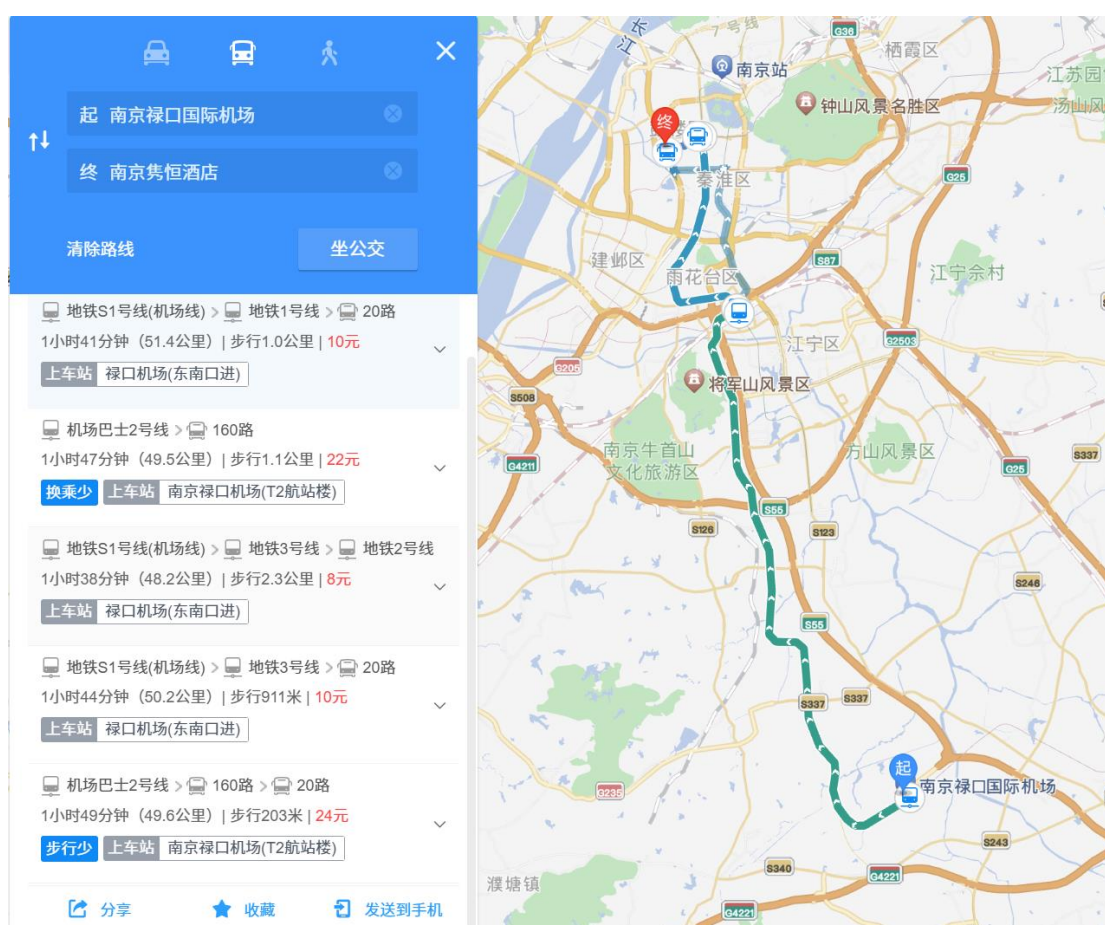 起 南京禄口国际机场
终 南京隽恒酒店
清除路线 坐公交
地铁S1号线(机场线) > 地铁1号线 > 20路
1小时41分钟（51.4公里）| 步行1.0公里 | 10元
上车站 禄口机场(东南口进)
机场巴士2号线 > 160路
1小时47分钟（49.5公里）| 步行1.1公里 | 22元
换乘少 上车站 南京禄口机场(T2航站楼)
地铁S1号线(机场线) > 地铁3号线 > 地铁2号线
1小时38分钟（48.2公里）| 步行2.3公里 | 8元
上车站 禄口机场(东南口进)
地铁S1号线(机场线) > 地铁3号线 > 20路
1小时44分钟（50.2公里）| 步行911米 | 10元
上车站 禄口机场(东南口进)
机场巴士2号线 > 160路 > 20路
1小时49分钟（49.6公里）| 步行203米 | 24元
步行少 上车站 南京禄口机场(T2航站楼)
分享 收藏 发送到手机
长
江
7号线
G36
栖霞区
南京站
江苏园
钟山风景名胜区
汤山风
终
秦淮区
G25
建邺区
S87
雨花台区
江宁佘村
江宁区
G2503
G205
将军山风景区
S508
南京牛首山
文化旅游区
方山风景区
G4211
G25
S337
S55
S126
S123
S246
S55
S337
S337
起
南京禄口国际机场
G235
S243
S340
G4221
濮塘镇
G4221